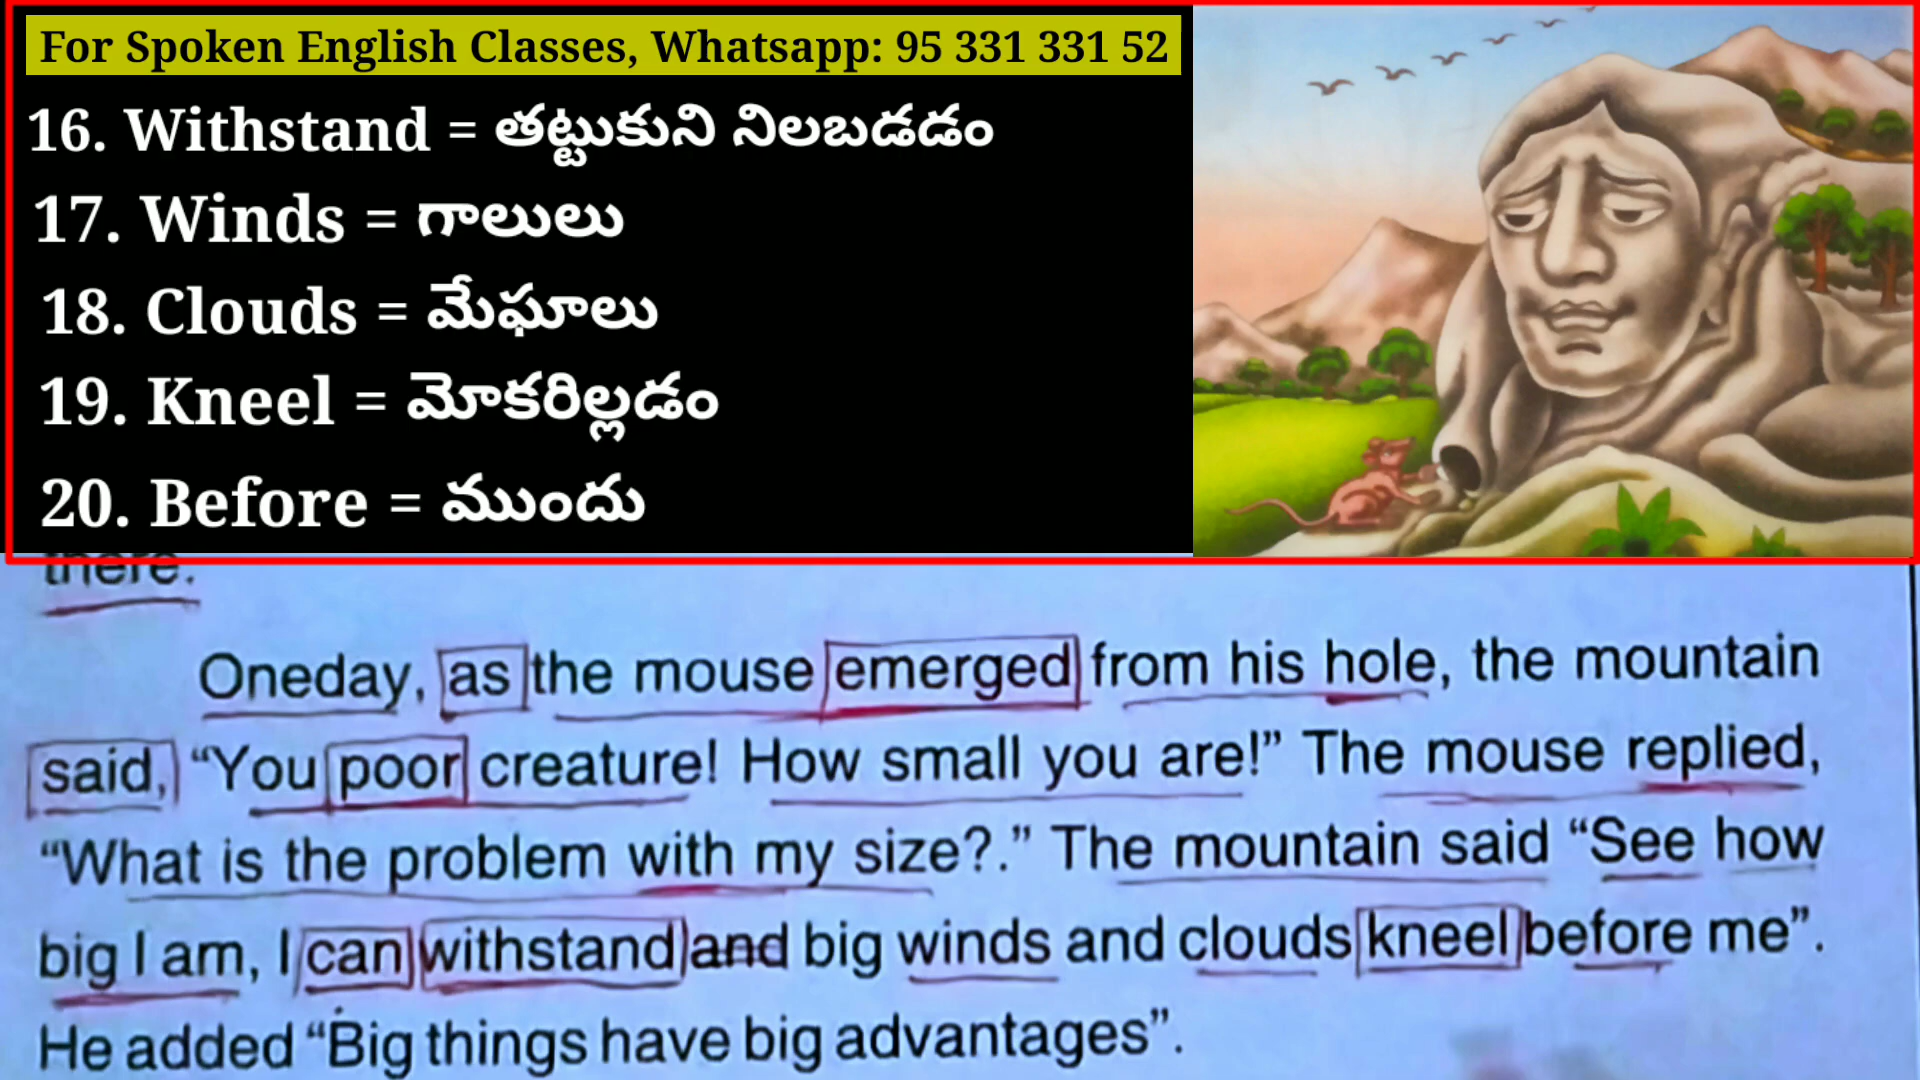 For Spoken English Classes, Whatsapp: 95 331 331 52
16. Withstand = తట్టుకుని నిలబడడం
17. Winds = గాలులు
18. Clouds = మేఘాలు
19. Kneel = మోకరిల్లడం
20. Before = ముందు
there.
Oneday, as the mouse emerged from his hole, the mountain
said, “You poor creature! How small you are!” The mouse replied,
“What is the problem with my size?.” The mountain said “See how
big I am, I can withstand and big winds and clouds kneel before me”.
He added “Big things have big advantages”.